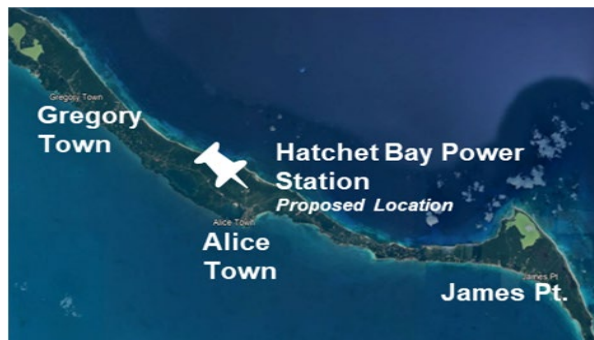 Gregory Town
Gregory
Town
Hatchet Bay Power
Station
Proposed Location
Alice Town
Alice
Town
James Pt
James Pt.